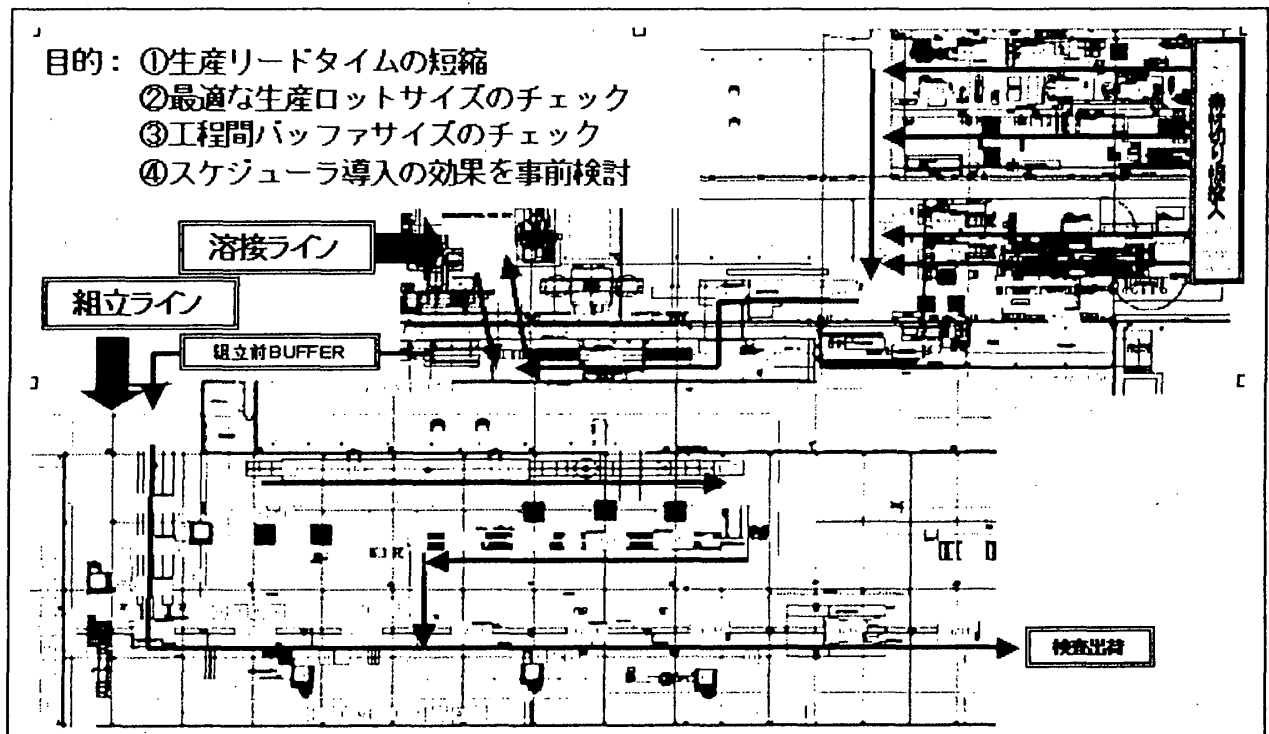 目的：①生産リードタイムの短縮
②最適な生産ロットサイズのチェック
③工程間バッファサイズのチェック
④スケジューラ導入の効果を事前検討
溶接ライン
組立ライン
組立前BUFFER
検査出荷